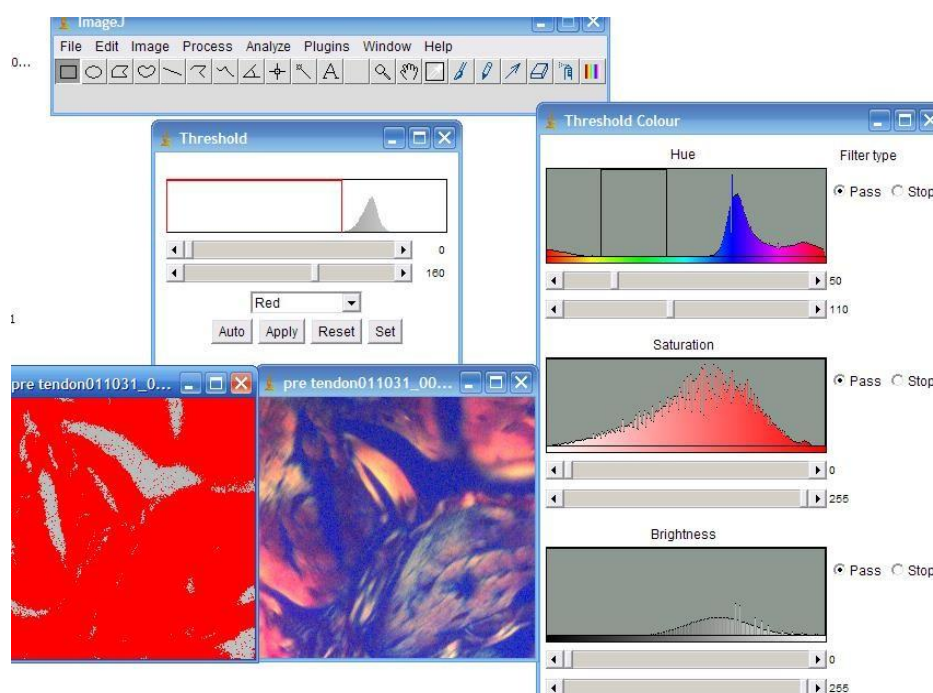 ImageJ
File Edit Image Process Analyze Plugins Window Help
0...
Threshold
0
160
Red
Auto Apply Reset Set
1
pre tendon011031_0...
pre tendon011031_00...
Threshold Colour
Hue Filter type
Pass Stop
50
110
Saturation
Pass Stop
0
255
Brightness
Pass Stop
0
255